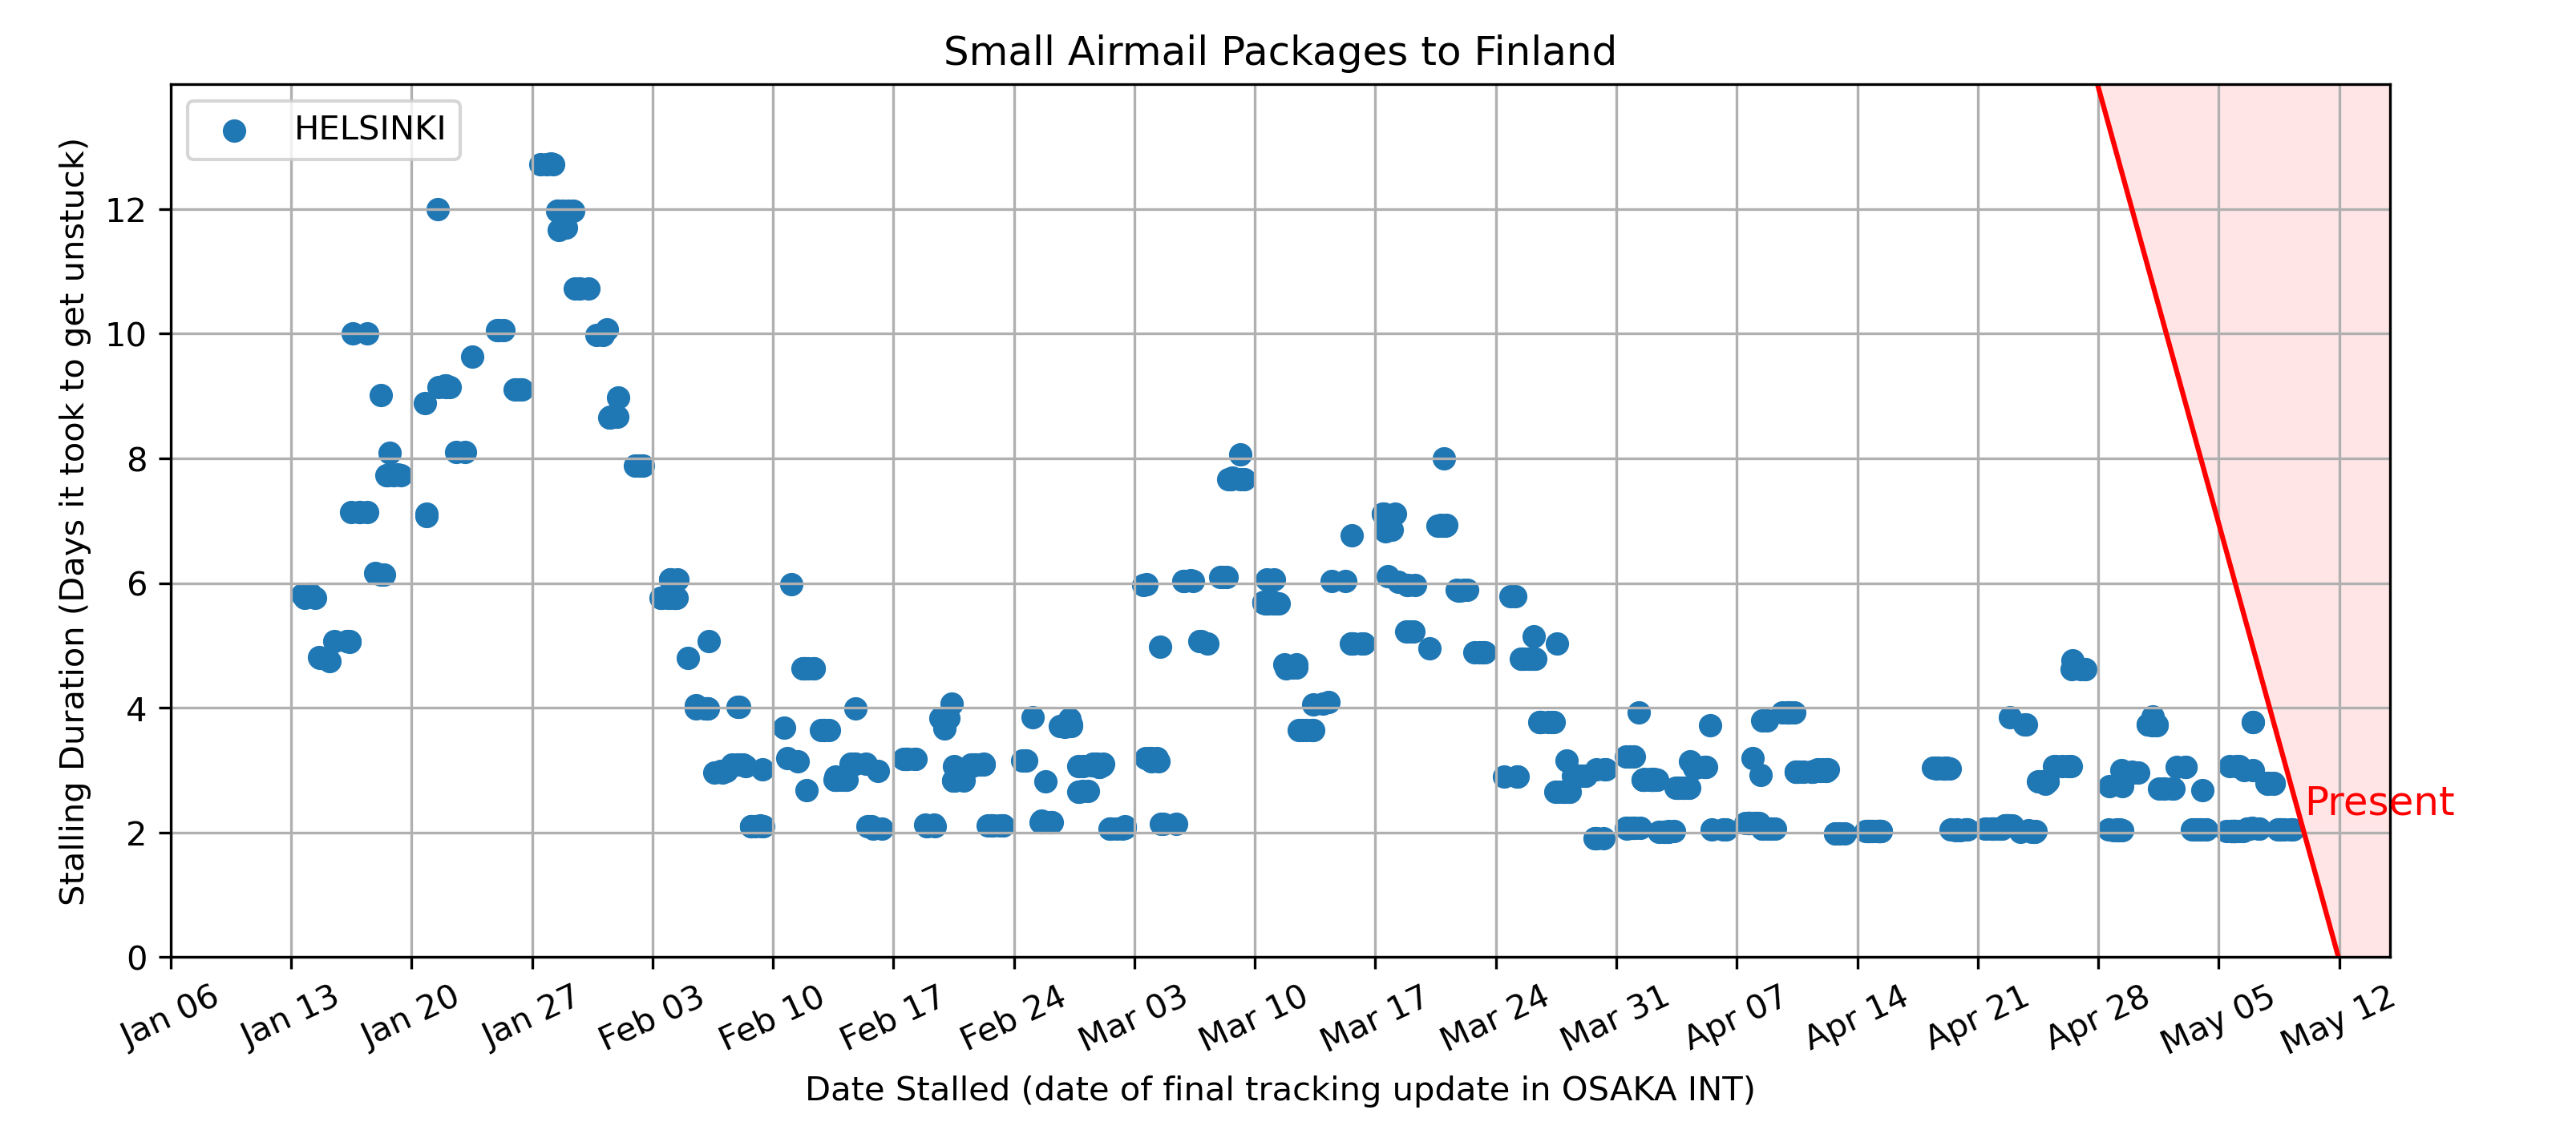 Small Airmail Packages to Finland
HELSINKI
Stalling Duration (Days it took to get unstuck)
12
10
8
6
4
2
0
Present
Jan 06
Jan 13
Jan 20
Jan 27
Feb 03
Feb 10
Feb 17
Feb 24
Mar 03
Mar 10
Mar 17
Mar 24
Mar 31
Apr 07
Apr 14
Apr 21
Apr 28
May 05
May 12
Date Stalled (date of final tracking update in OSAKA INT)